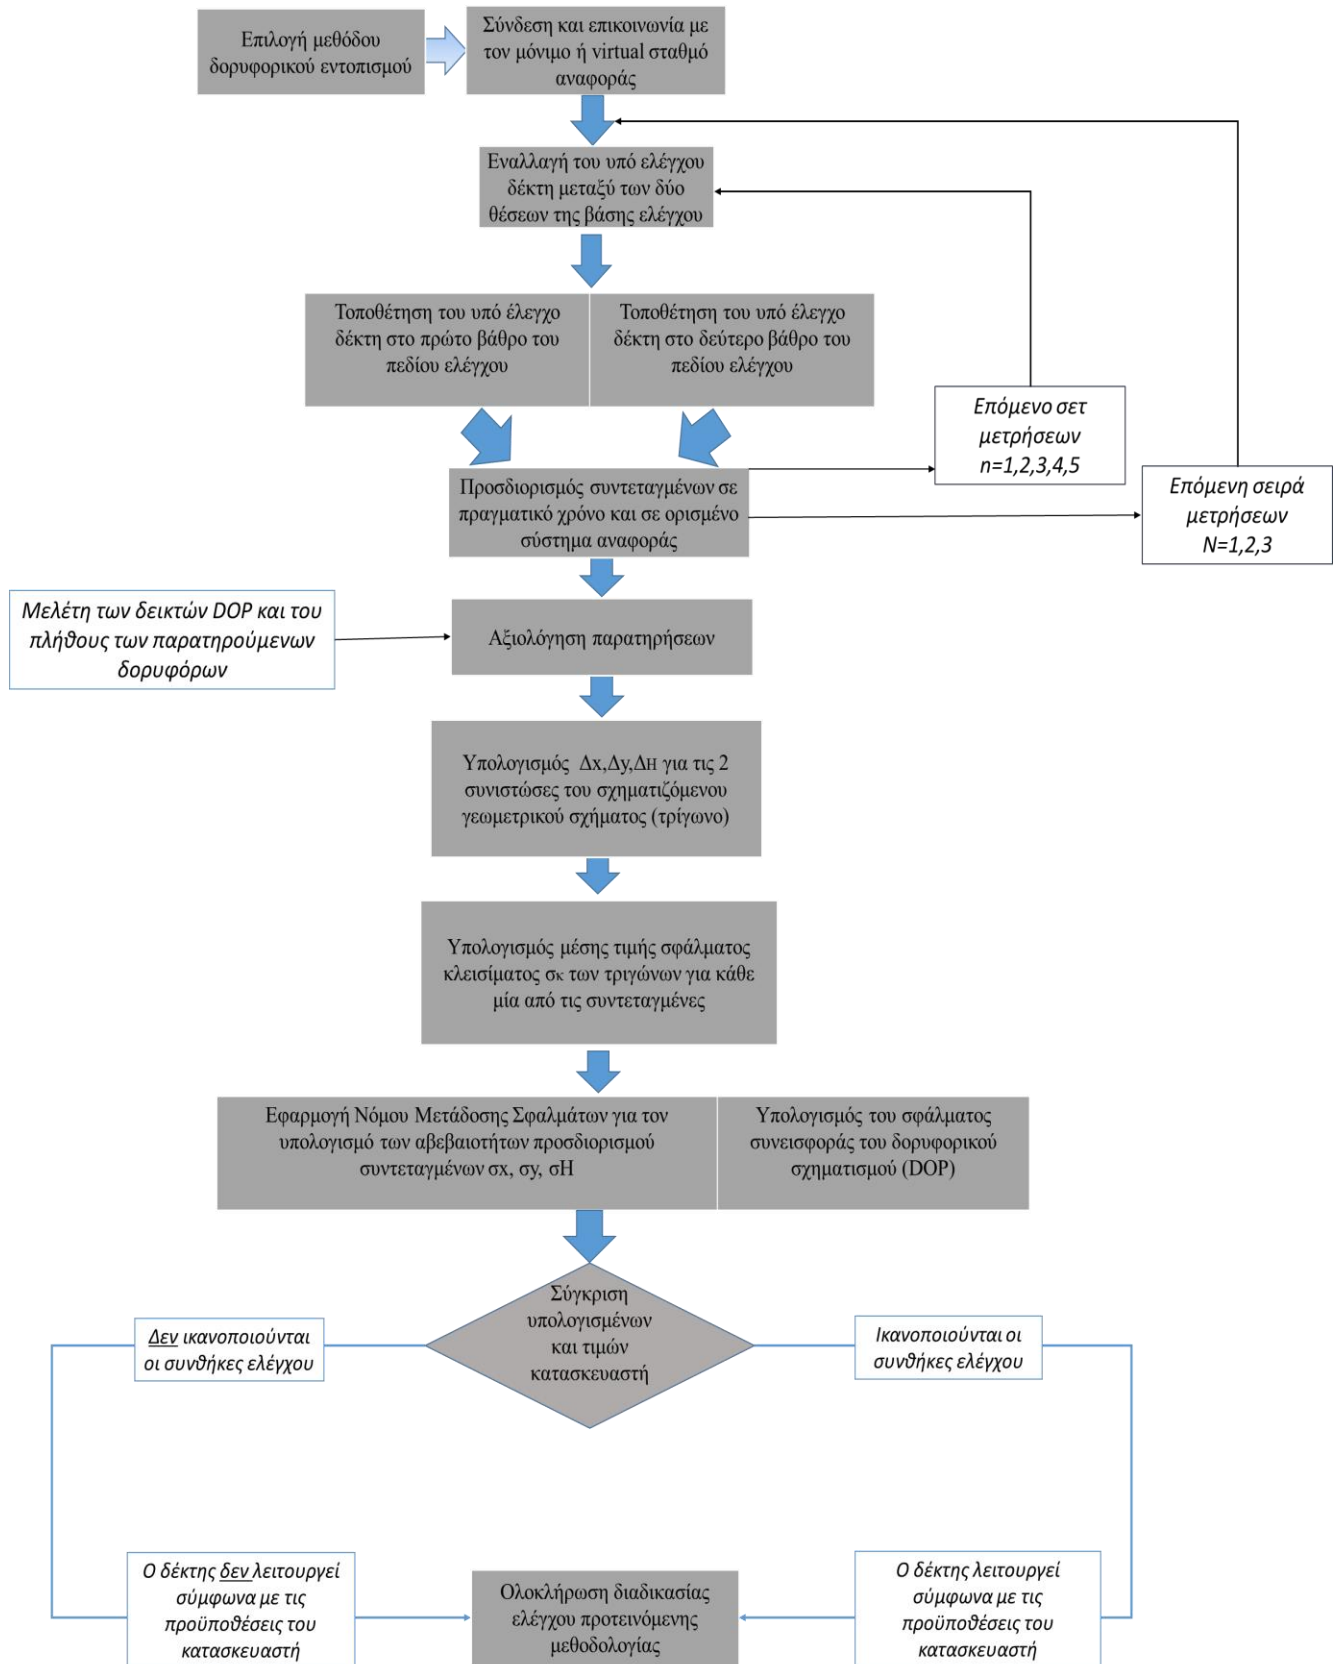 Επιλογή μεθόδου
δορυφορικού εντοπισμού
Σύνδεση και επικοινωνία με
τον μόνιμο ή virtual σταθμό
αναφοράς
Εναλλαγή του υπό ελέγχου
δέκτη μεταξύ των δύο
θέσεων της βάσης ελέγχου
Τοποθέτηση του υπό έλεγχο
δέκτη στο πρώτο βάθρο του
πεδίου ελέγχου
Τοποθέτηση του υπό έλεγχο
δέκτη στο δεύτερο βάθρο του
πεδίου ελέγχου
Επόμενο σετ
μετρήσεων
n=1,2,3,4,5
Επόμενη σειρά
μετρήσεων
N=1,2,3
Προσδιορισμός συντεταγμένων σε
πραγματικό χρόνο και σε ορισμένο
σύστημα αναφοράς
Μελέτη των δεικτών DOP και του
πλήθους των παρατηρούμενων
δορυφόρων
Αξιολόγηση παρατηρήσεων
Υπολογισμός Δx,Δy,ΔH για τις 2
συνιστώσες του σχηματιζόμενου
γεωμετρικού σχήματος (τρίγωνο)
Υπολογισμός μέσης τιμής σφάλματος
κλεισίματος σκ των τριγώνων για κάθε
μία από τις συντεταγμένες
Εφαρμογή Νόμου Μετάδοσης Σφαλμάτων για τον
υπολογισμό των αβεβαιοτήτων προσδιορισμού
συντεταγμένων σx, σy, σH
Υπολογισμός του σφάλματος
συνεισφοράς του δορυφορικού
σχηματισμού (DOP)
Σύγκριση
υπολογισμένων
και τιμών
κατασκευαστή
Δεν ικανοποιούνται
οι συνθήκες ελέγχου
Ικανοποιούνται οι
συνθήκες ελέγχου
Ο δέκτης δεν λειτουργεί
σύμφωνα με τις
προϋποθέσεις του
κατασκευαστή
Ολοκλήρωση διαδικασίας
ελέγχου προτεινόμενης
μεθοδολογίας
Ο δέκτης λειτουργεί
σύμφωνα με τις
προϋποθέσεις του
κατασκευαστή